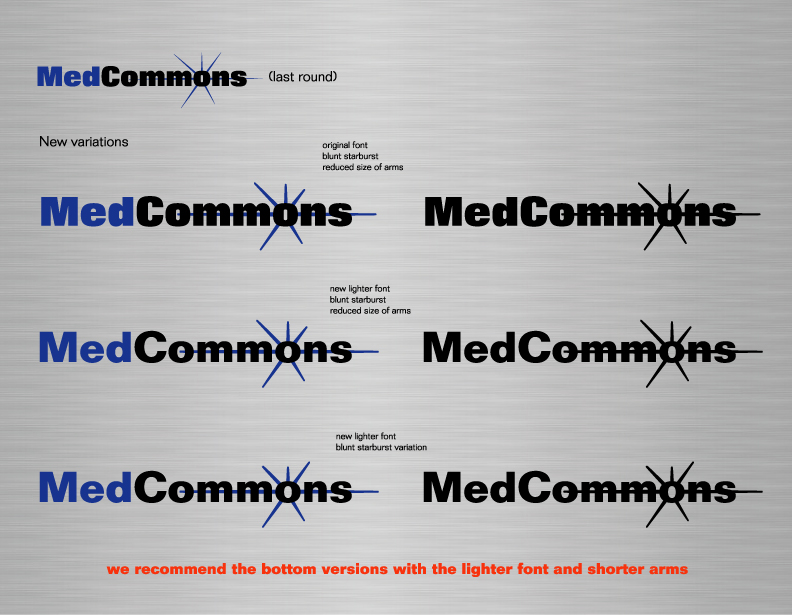 MedCommons (last round)
New variations
original font
blunt starburst
reduced size of arms
MedCommons MedCommons
new lighter font
blunt starburst
reduced size of arms
MedCommons MedCommons
new lighter font
blunt starburst variation
MedCommons MedCommons
we recommend the bottom versions with the lighter font and shorter arms